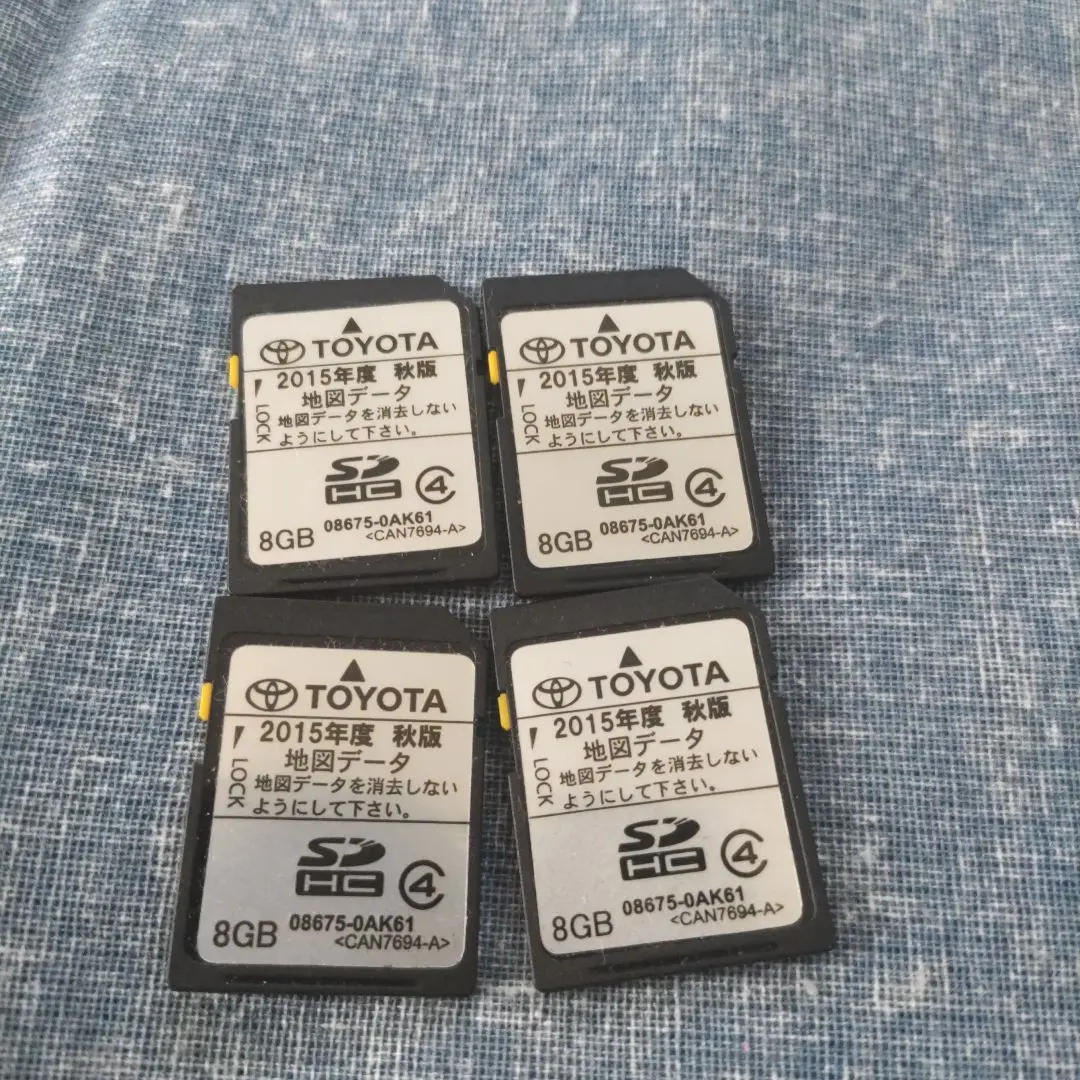 TOYOTA
2015年度 秋版
地図データ
LOCK
地図データを消去しない
ようにして下さい。
SD
HC
4
08675-0AK61
8GB
<CAN7694-A>
TOYOTA
2015年度 秋版
地図データ
LOCK
地図データを消去しない
ようにして下さい。
SD
HC
4
08675-0AK61
8GB
<CAN7694-A>
TOYOTA
2015年度 秋版
地図データ
LOCK
地図データを消去しない
ようにして下さい。
SD
HC
4
08675-0AK61
8GB
<CAN7694-A>
TOYOTA
2015年度 秋版
地図データ
LOCK
地図データを消去しない
ようにして下さい。
SD
HC
4
08675-0AK61
8GB
<CAN7694-A>